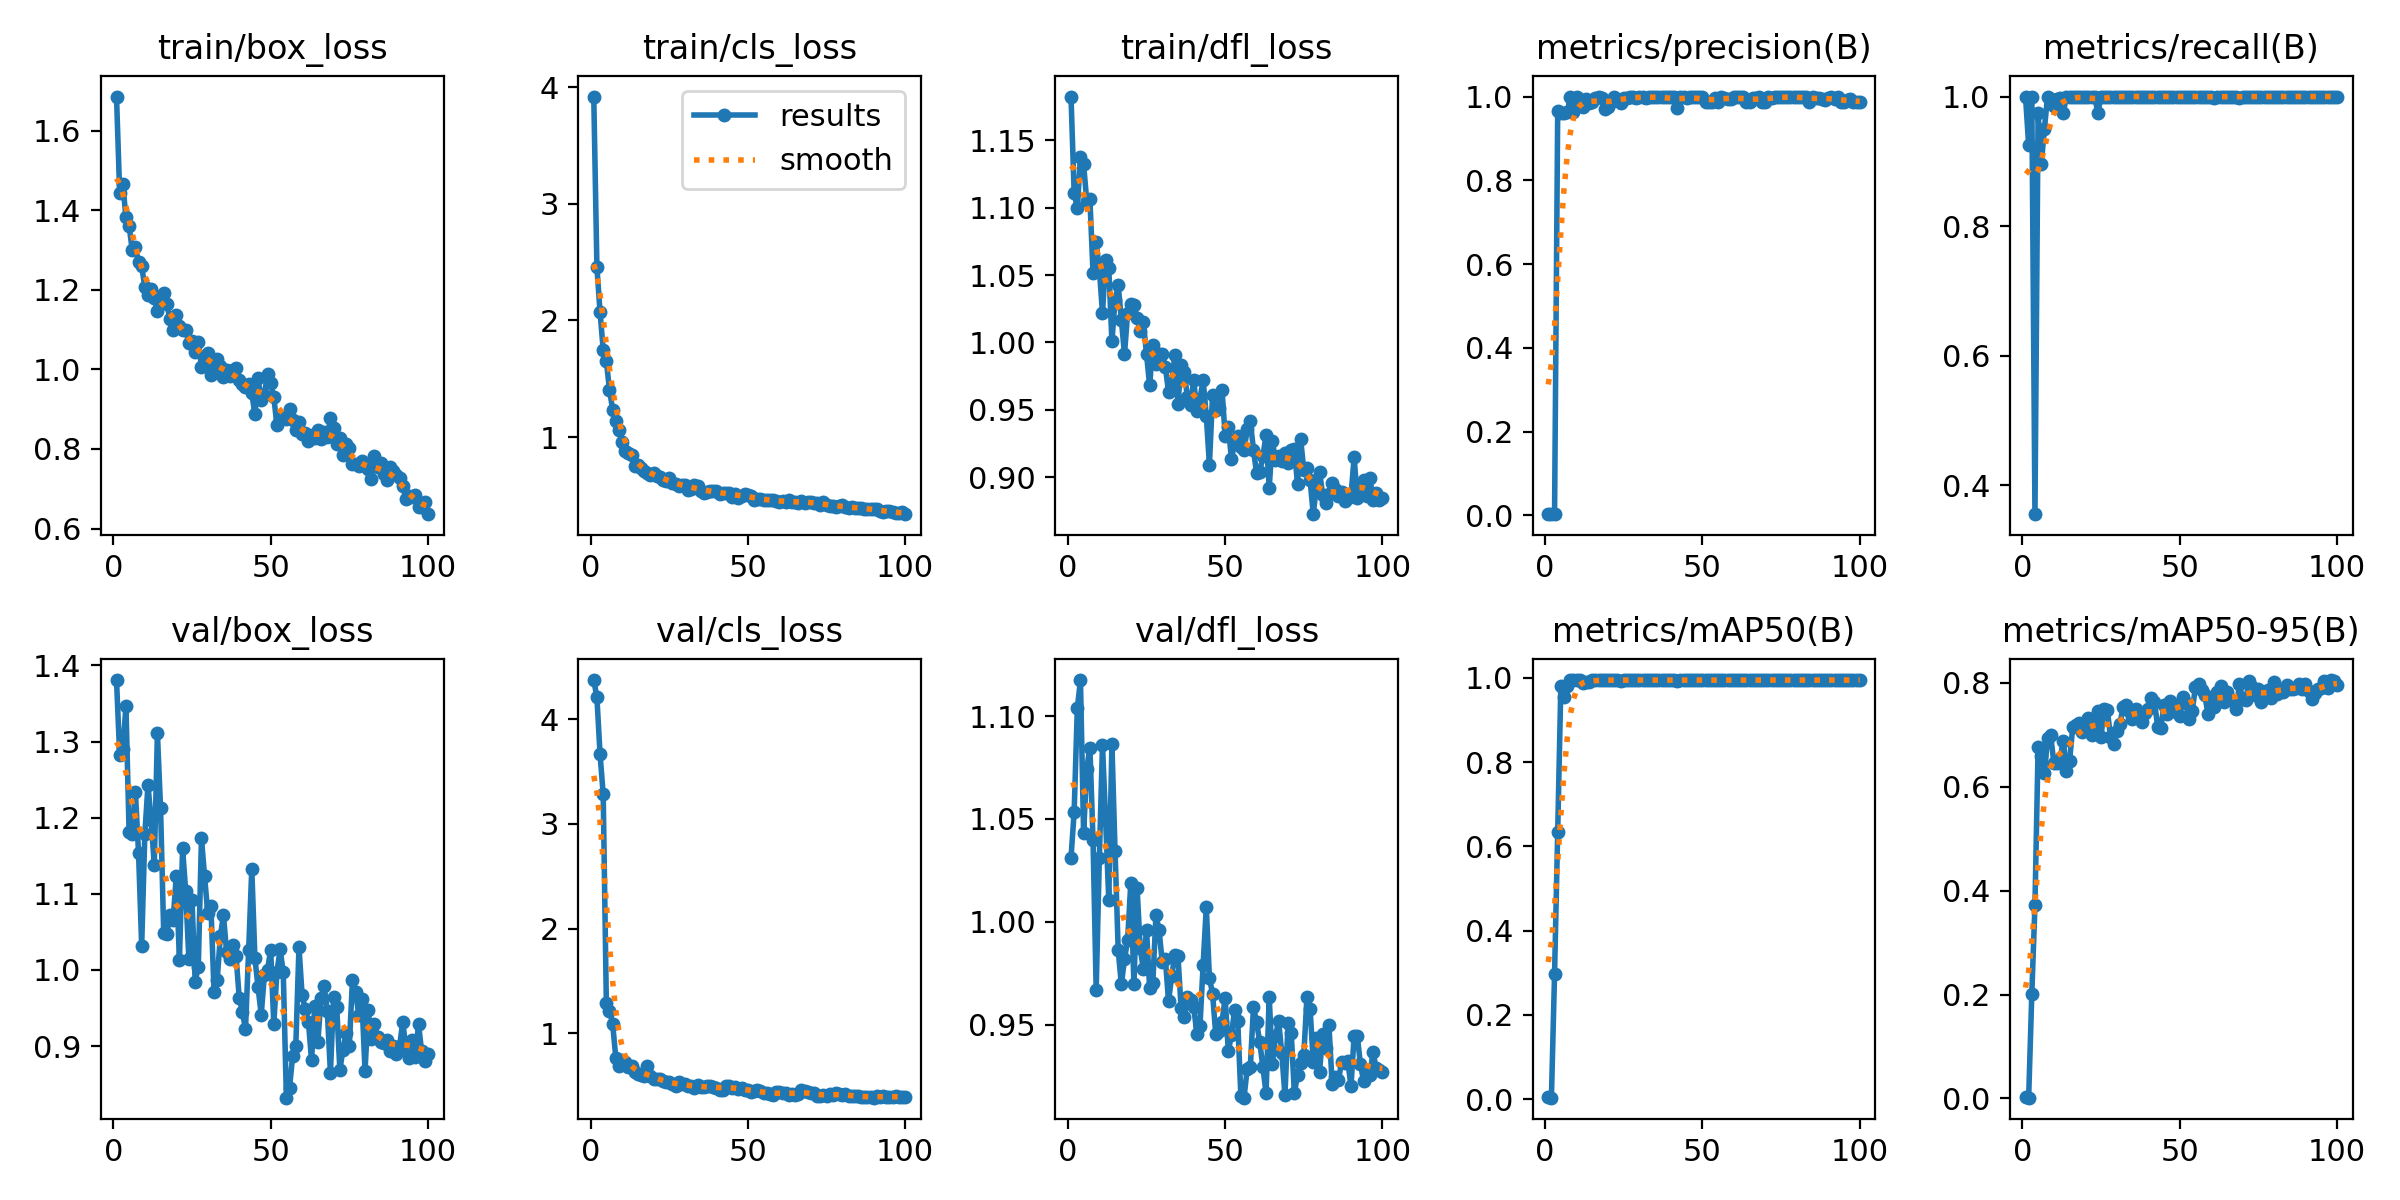 train/box_loss
1.6
1.4
1.2
1.0
0.8
0.6
0 50 100
train/cls_loss
results
smooth
4
3
2
1
0 50 100
train/dfl_loss
1.15
1.10
1.05
1.00
0.95
0.90
0 50 100
metrics/precision(B)
1.0
0.8
0.6
0.4
0.2
0.0
0 50 100
metrics/recall(B)
1.0
0.8
0.6
0.4
0 50 100
val/box_loss
1.4
1.3
1.2
1.1
1.0
0.9
0 50 100
val/cls_loss
4
3
2
1
0 50 100
val/dfl_loss
1.10
1.05
1.00
0.95
0 50 100
metrics/mAP50(B)
1.0
0.8
0.6
0.4
0.2
0.0
0 50 100
metrics/mAP50-95(B)
0.8
0.6
0.4
0.2
0.0
0 50 100